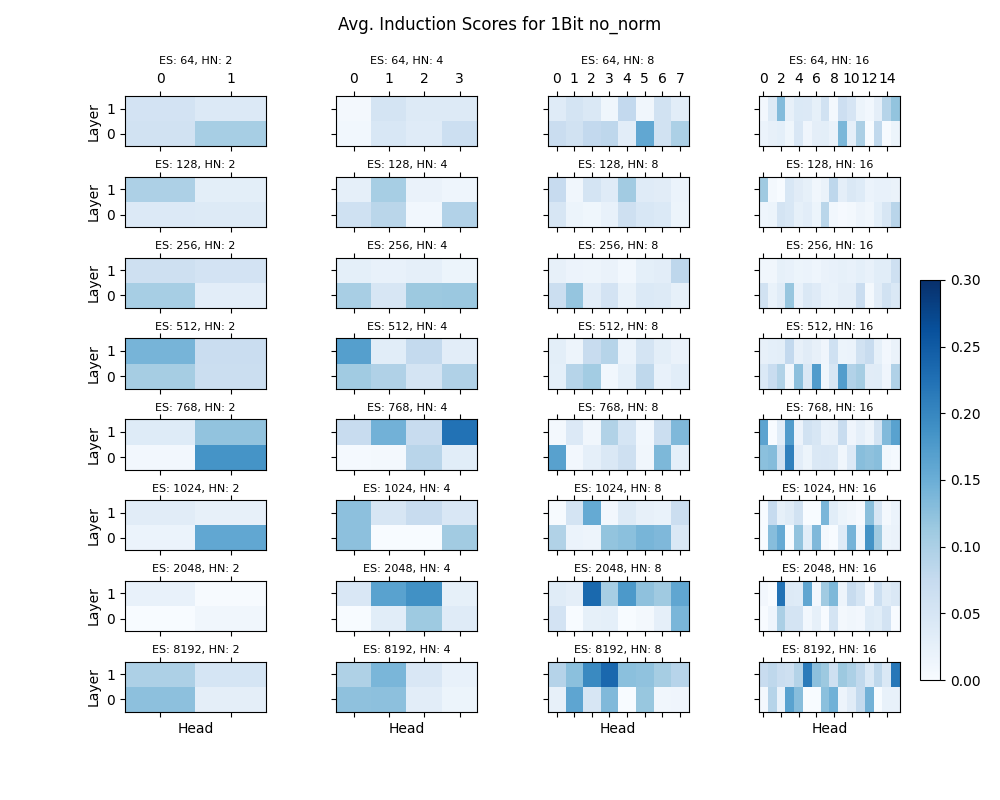 Avg. Induction Scores for 1Bit no_norm
ES: 64, HN: 2 ES: 64, HN: 4 ES: 64, HN: 8 ES: 64, HN: 16
0 1 0 1 2 3 0 1 2 3 4 5 6 7 0 2 4 6 8 10 12 14
Layer 1 0
ES: 128, HN: 2 ES: 128, HN: 4 ES: 128, HN: 8 ES: 128, HN: 16
Layer 1 0
ES: 256, HN: 2 ES: 256, HN: 4 ES: 256, HN: 8 ES: 256, HN: 16
Layer 1 0
ES: 512, HN: 2 ES: 512, HN: 4 ES: 512, HN: 8 ES: 512, HN: 16
Layer 1 0
ES: 768, HN: 2 ES: 768, HN: 4 ES: 768, HN: 8 ES: 768, HN: 16
Layer 1 0
ES: 1024, HN: 2 ES: 1024, HN: 4 ES: 1024, HN: 8 ES: 1024, HN: 16
Layer 1 0
ES: 2048, HN: 2 ES: 2048, HN: 4 ES: 2048, HN: 8 ES: 2048, HN: 16
Layer 1 0
ES: 8192, HN: 2 ES: 8192, HN: 4 ES: 8192, HN: 8 ES: 8192, HN: 16
Layer 1 0
Head Head Head Head
0.30
0.25
0.20
0.15
0.10
0.05
0.00